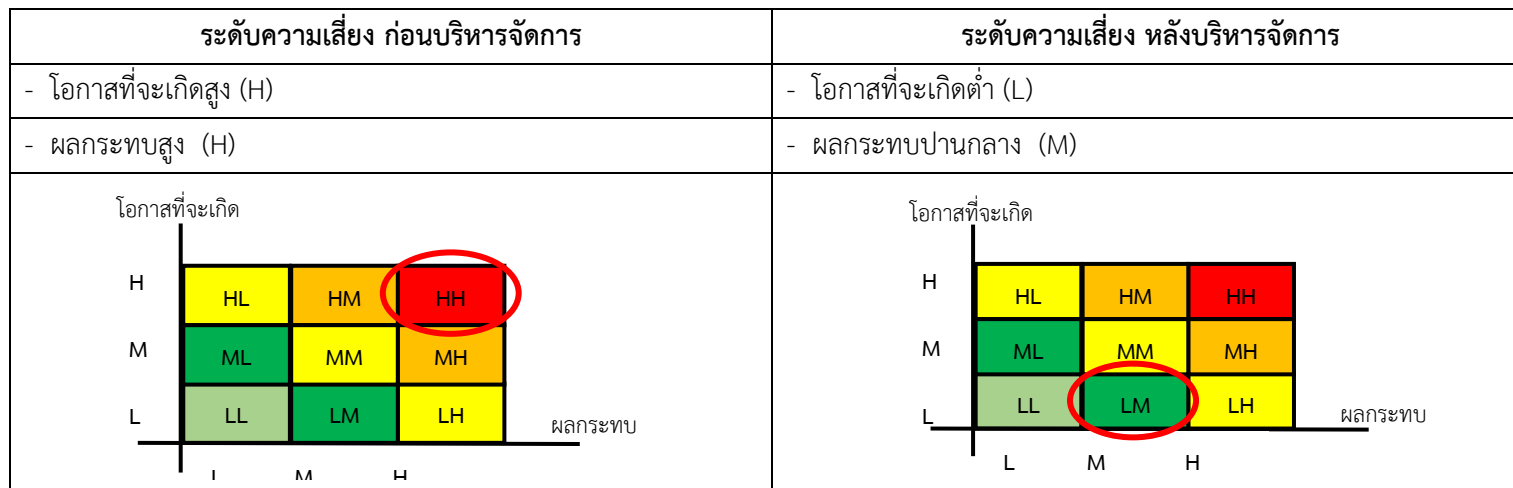 ระดับความเสี่ยง ก่อนบริหารจัดการ
ระดับความเสี่ยง หลังบริหารจัดการ
- โอกาสที่จะเกิดสูง (H)
- โอกาสที่จะเกิดต่ำ (L)
- ผลกระทบสูง (H)
- ผลกระทบปานกลาง (M)
โอกาสที่จะเกิด
H HL HM HH
M ML MM MH
L LL LM LH
ผลกระทบ
L M H
โอกาสที่จะเกิด
H HL HM HH
M ML MM MH
L LL LM LH
ผลกระทบ
L M H